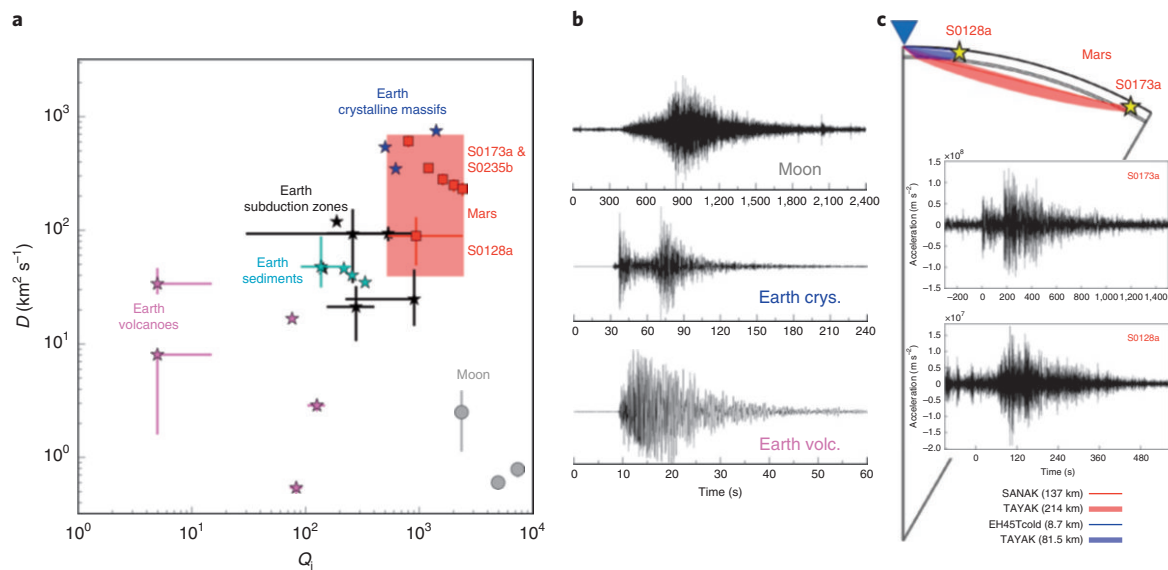 a
D (km² s⁻¹)
10³
10²
10¹
10⁰
10⁰
10¹
10²
10³
10⁴
Qᵢ
Earth
crystalline massifs
S0173a &
S0235b
Earth
subduction zones
Mars
S0128a
Earth
sediments
Earth
volcanoes
Moon
b
Moon
0 300 600 900 1,200 1,500 1,800 2,100 2,400
Earth crys.
0 30 60 90 120 150 180 210 240
Earth volc.
0 10 20 30 40 50 60
Time (s)
c
S0128a
Mars
S0173a
×10⁸
S0173a
Acceleration (m s⁻²)
1.5
1.0
0.5
0
−0.5
−1.0
−1.5
−300 0 200 400 600 800 1,000 1,200 1,400
×10⁷
S0128a
Acceleration (m s⁻²)
1.5
1.0
0.5
0
−0.5
−1.0
−1.5
−2.0
0 120 240 360 480
Time (s)
SANAK (137 km)
TAYAK (214 km)
EH45Tcold (8.7 km)
TAYAK (81.5 km)